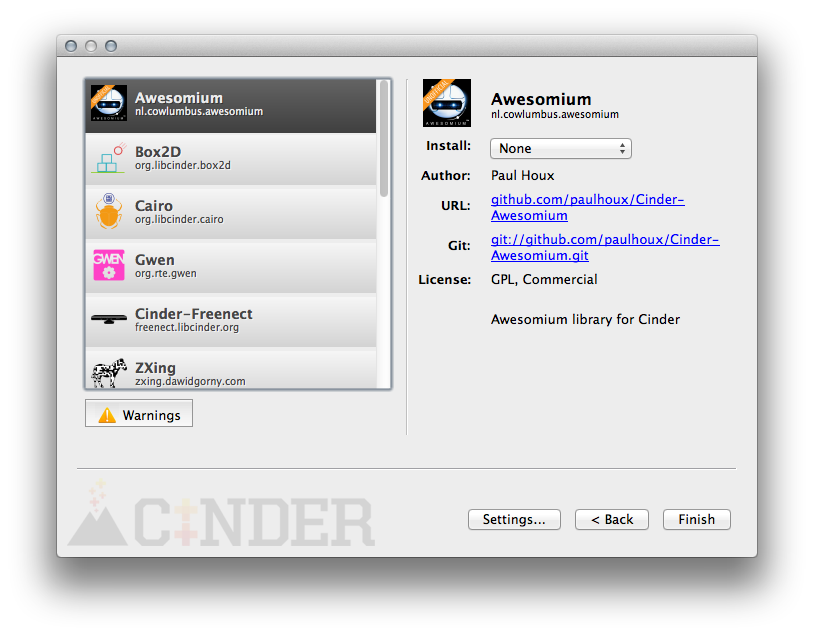 Awesomium
nl.cowlumbus.awesomium
Box2D
org.libcinder.box2d
Cairo
org.libcinder.cairo
GWEN
Gwen
org.rte.gwen
Cinder-Freenect
freenect.libcinder.org
ZXing
zxing.dawidgorny.com
Warnings
UNOFFICIAL
AWESOMIUM
Awesomium
nl.cowlumbus.awesomium
Install: None
Author: Paul Houx
URL: github.com/paulhoux/Cinder-
Awesomium
Git: git://github.com/paulhoux/Cinder-
Awesomium.git
License: GPL, Commercial
Awesomium library for Cinder
CINDER
Settings... < Back Finish